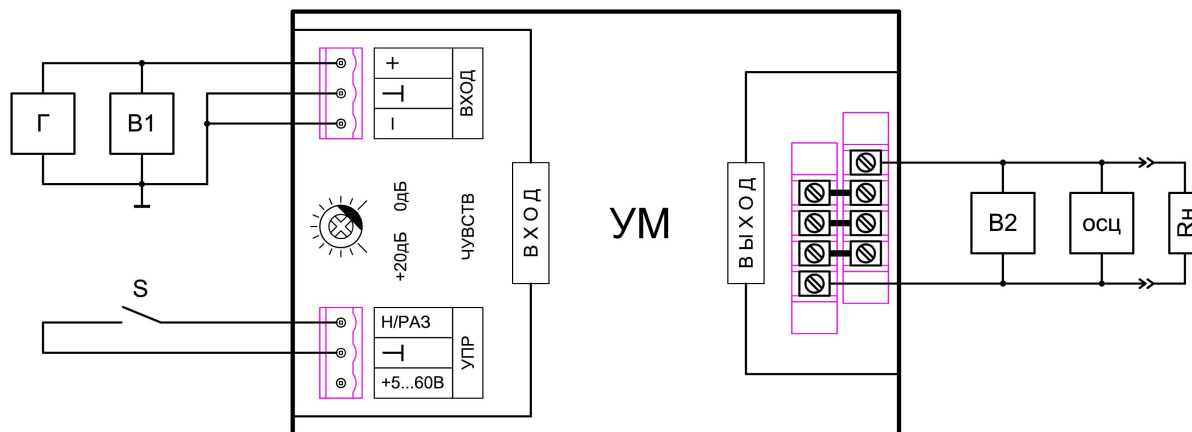 Г
В1
+
–
ВХОД
0дБ
+20дБ
ЧУВСТВ
S
Н/РАЗ
+5...60В
УПР
ВХОД
УМ
ВЫХОД
В2
осц
Rн